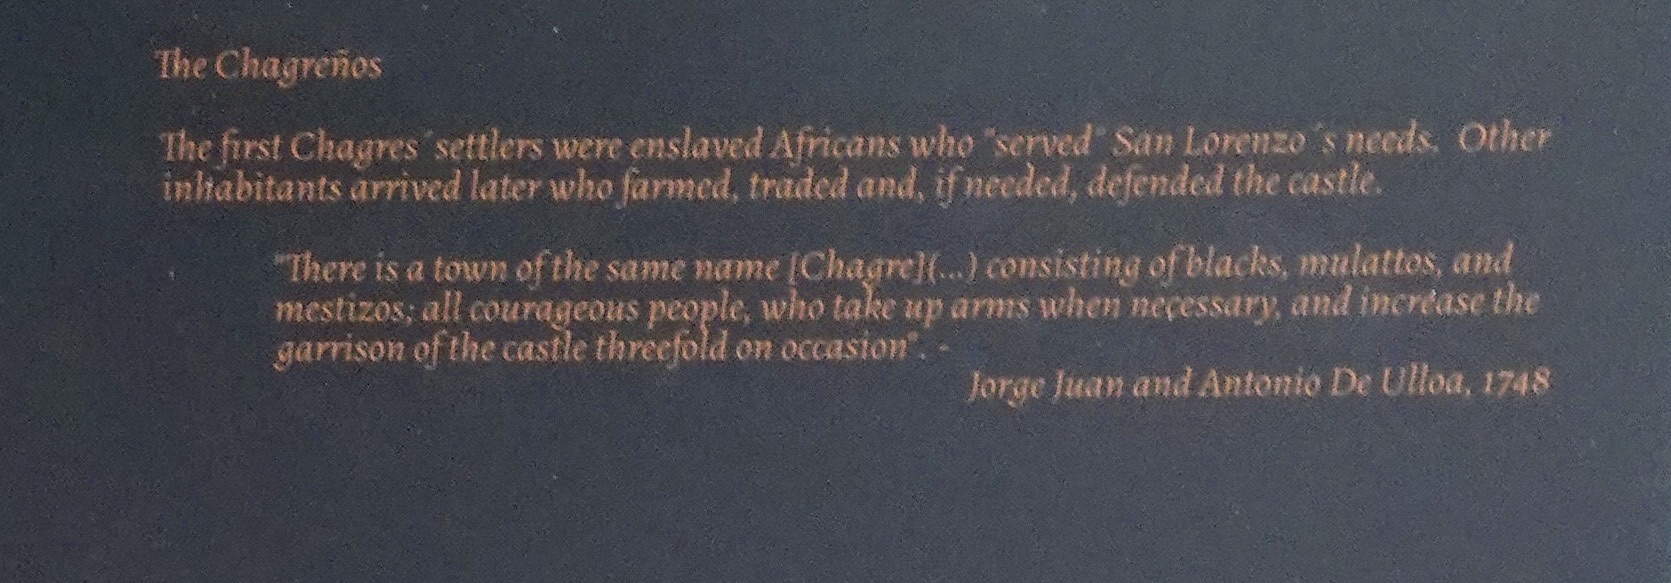 The Chagreños
The first Chagres´ settlers were enslaved Africans who "served" San Lorenzo ´s needs. Other
inhabitants arrived later who farmed, traded and, if needed, defended the castle.
"There is a town of the same name [Chagre](...) consisting of blacks, mulattos, and
mestizos; all courageous people, who take up arms when necessary, and increase the
garrison of the castle threefold on occasion". -
Jorge Juan and Antonio De Ulloa, 1748